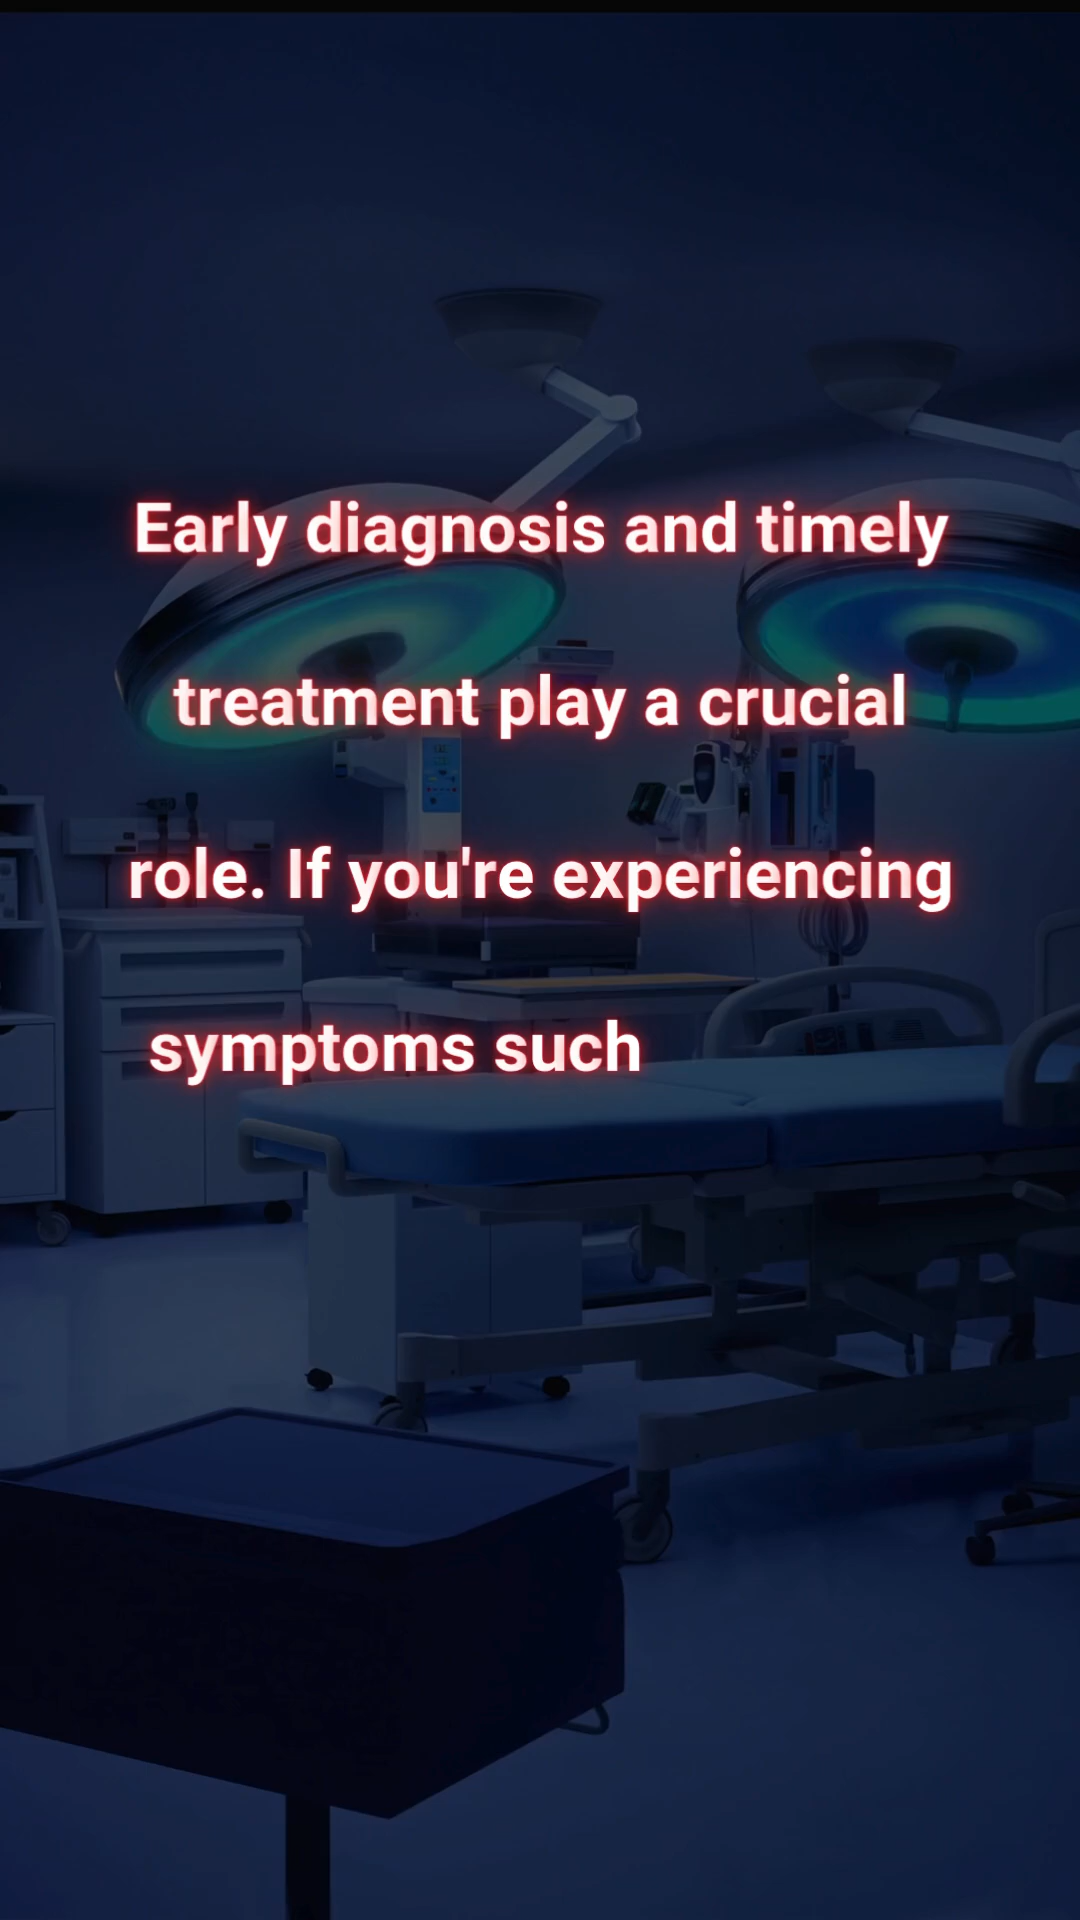 Early diagnosis and timely
treatment play a crucial
role. If you're experiencing
symptoms such